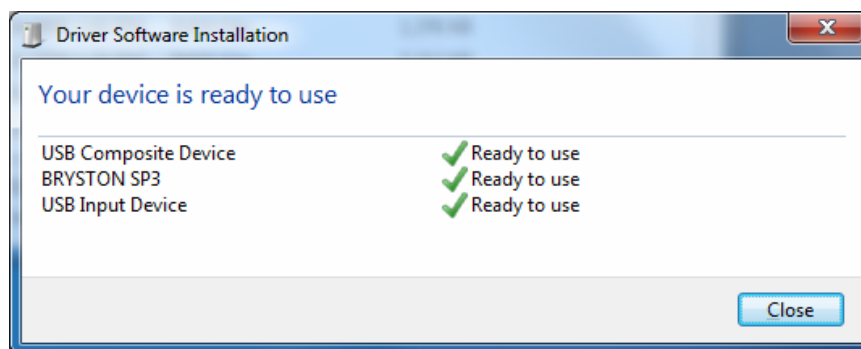 Driver Software Installation
Your device is ready to use
USB Composite Device Ready to use
BRYSTON SP3 Ready to use
USB Input Device Ready to use
Close